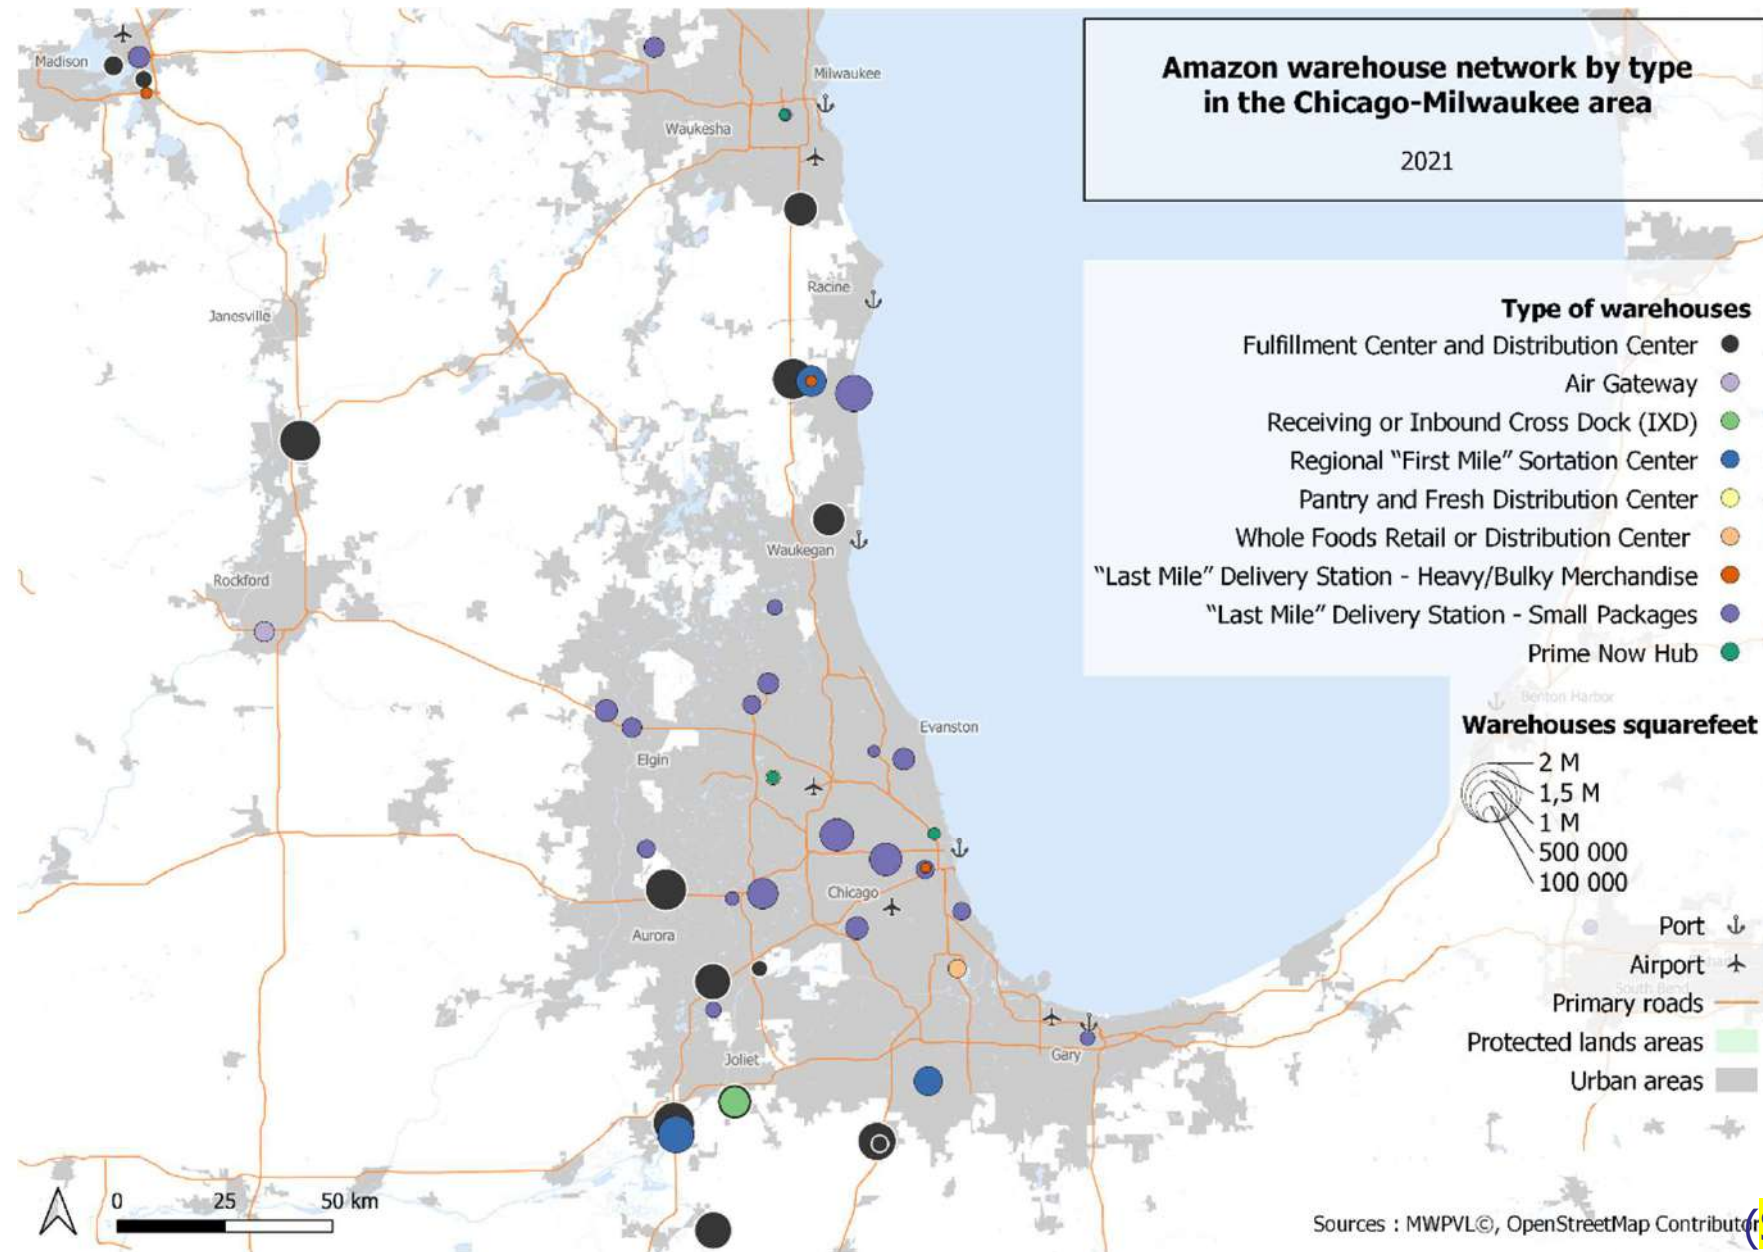 Amazon warehouse network by type
in the Chicago-Milwaukee area
2021
Madison
Milwaukee
Waukesha
Racine
Janesville
Waukegan
Rockford
Evanston
Elgin
Chicago
Aurora
Joliet
Gary
Benton Harbor
South Bend
Type of warehouses
Fulfillment Center and Distribution Center
Air Gateway
Receiving or Inbound Cross Dock (IXD)
Regional “First Mile” Sortation Center
Pantry and Fresh Distribution Center
Whole Foods Retail or Distribution Center
“Last Mile” Delivery Station - Heavy/Bulky Merchandise
“Last Mile” Delivery Station - Small Packages
Prime Now Hub
Warehouses squarefeet
2 M
1,5 M
1 M
500 000
100 000
Port
Airport
Primary roads
Protected lands areas
Urban areas
0 25 50 km
Sources : MWPVL©, OpenStreetMap Contributor